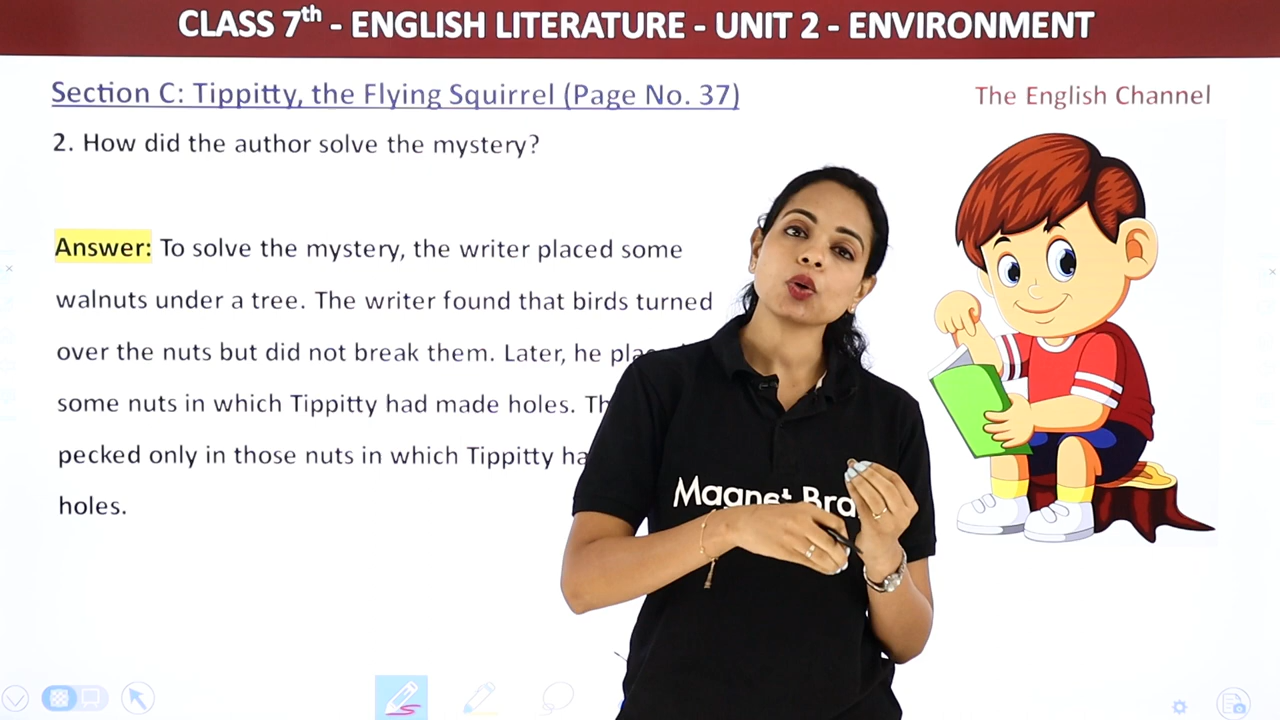 CLASS 7th - ENGLISH LITERATURE - UNIT 2 - ENVIRONMENT
Section C: Tippitty, the Flying Squirrel (Page No. 37)
The English Channel
2. How did the author solve the mystery?
Answer: To solve the mystery, the writer placed some
walnuts under a tree. The writer found that birds turned
over the nuts but did not break them. Later, he
some nuts in which Tippitty had made holes.
pecked only in those nuts in which Tippitty
holes.
Magnet